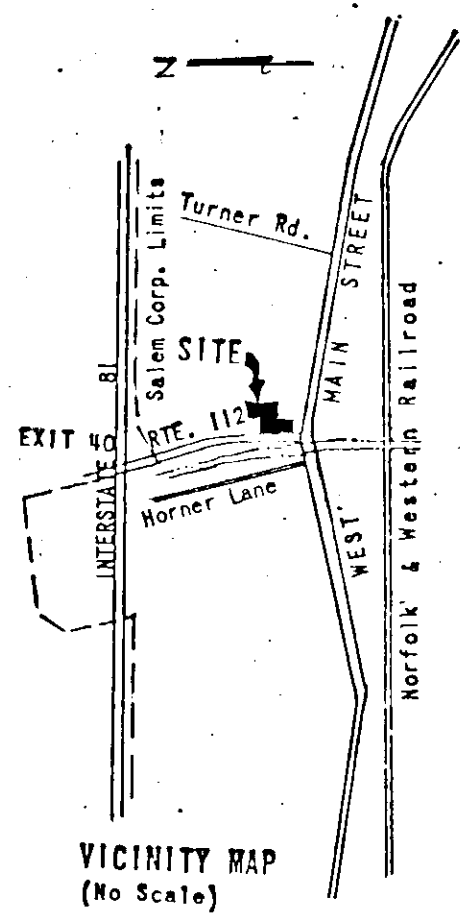 N
Salem Corp. Limits
Turner Rd.
MAIN STREET
SITE
INTERSTATE 81
EXIT 40
RTE. 112
Horner Lane
WEST
Norfolk & Western Railroad
VICINITY MAP
(No Scale)